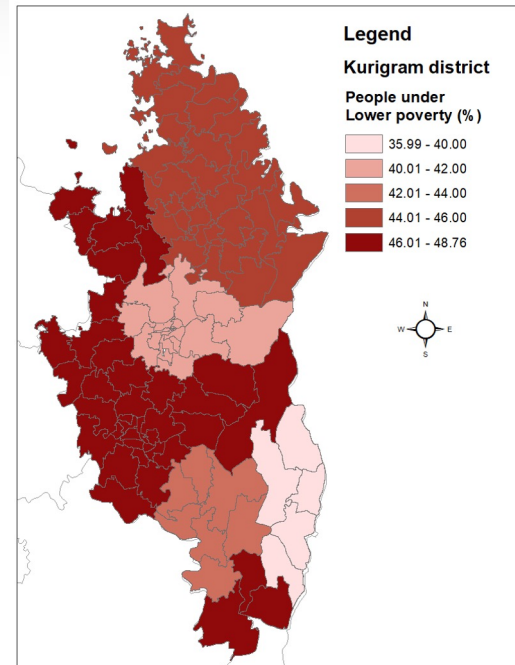 Legend
Kurigram district
People under
Lower poverty (%)
35.99 - 40.00
40.01 - 42.00
42.01 - 44.00
44.01 - 46.00
46.01 - 48.76
N
W E
S